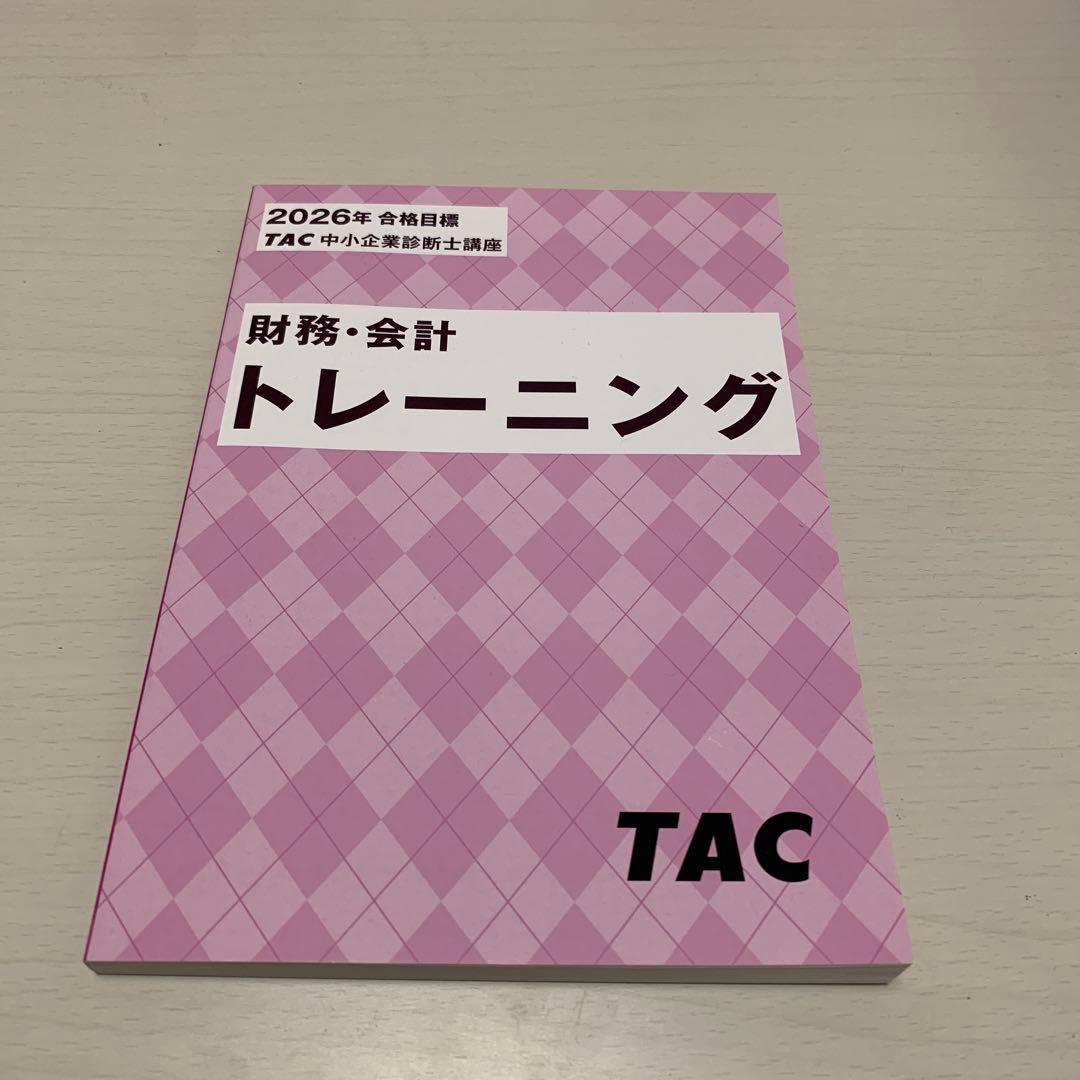 2026年 合格目標
TAC 中小企業診断士講座
財務・会計
トレーニング
TAC